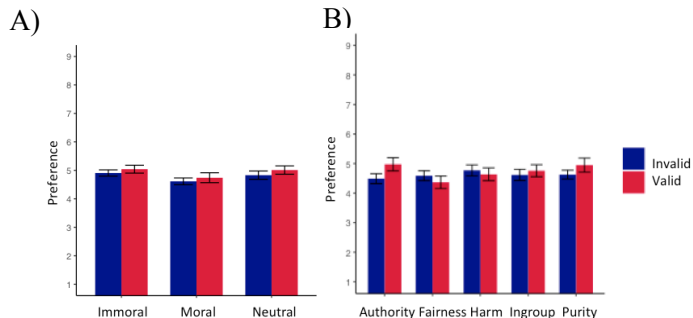 A)
B)
9
8
7
6
5
4
3
2
1
Preference
Immoral Moral Neutral
9
8
7
6
5
4
3
2
1
Preference
Authority Fairness Harm Ingroup Purity
Invalid
Valid